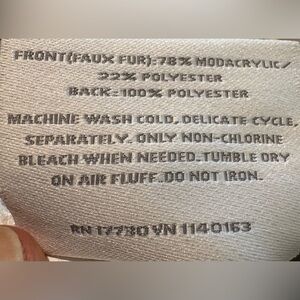 FRONT(FAUX FUR):78% MODACRYLIC/
22% POLYESTER
BACK:100% POLYESTER
MACHINE WASH COLD, DELICATE CYCLE,
SEPARATELY. ONLY NON-CHLORINE
BLEACH WHEN NEEDED.TUMBLE DRY
ON AIR FLUFF.DO NOT IRON.
RN 17730 VN 1140163